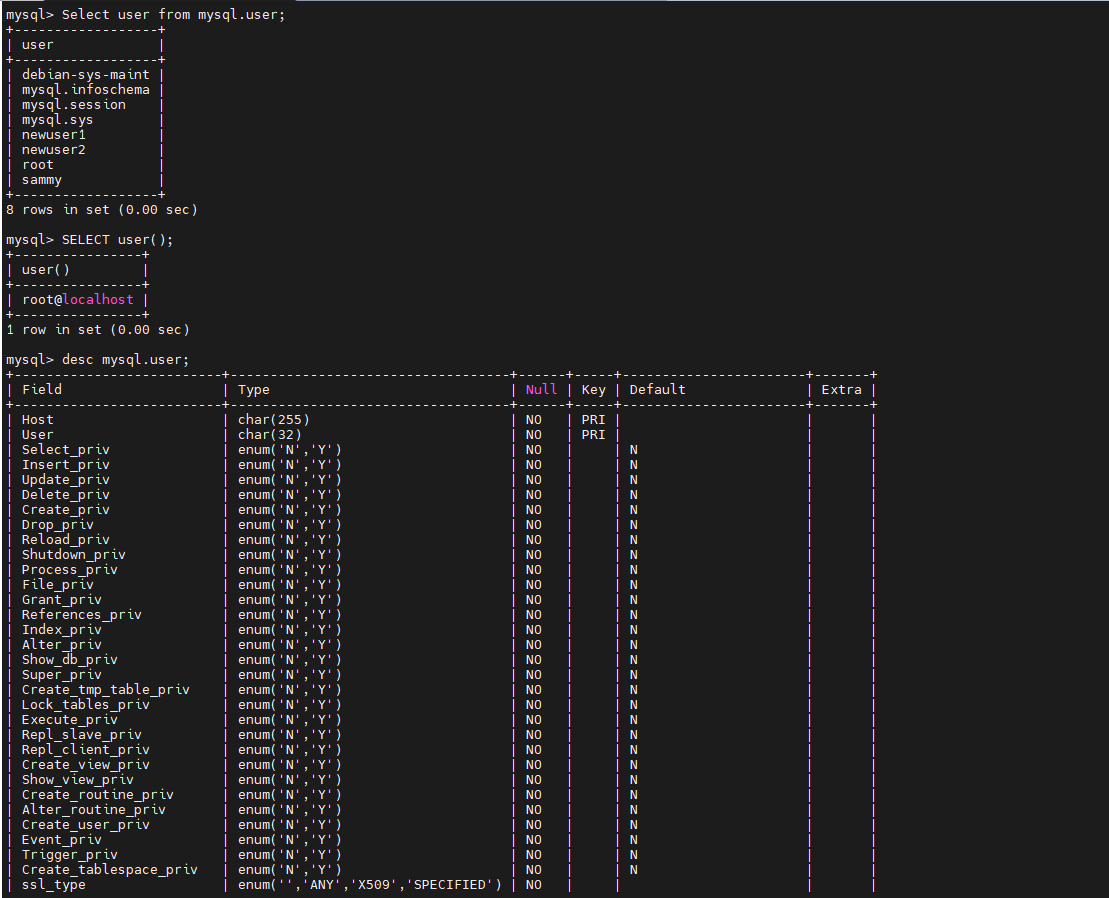 mysql> Select user from mysql.user;
+------------------+
| user             |
+------------------+
| debian-sys-maint |
| mysql.infoschema |
| mysql.session    |
| mysql.sys        |
| newuser1         |
| newuser2         |
| root             |
| sammy            |
+------------------+
8 rows in set (0.00 sec)

mysql> SELECT user();
+----------------+
| user()         |
+----------------+
| root@localhost |
+----------------+
1 row in set (0.00 sec)

mysql> desc mysql.user;
+--------------------------+-----------------------------------+------+-----+-----------------------+-------+
| Field                    | Type                              | Null | Key | Default               | Extra |
+--------------------------+-----------------------------------+------+-----+-----------------------+-------+
| Host                     | char(255)                         | NO   | PRI |                       |       |
| User                     | char(32)                          | NO   | PRI |                       |       |
| Select_priv              | enum('N','Y')                     | NO   |     | N                     |       |
| Insert_priv              | enum('N','Y')                     | NO   |     | N                     |       |
| Update_priv              | enum('N','Y')                     | NO   |     | N                     |       |
| Delete_priv              | enum('N','Y')                     | NO   |     | N                     |       |
| Create_priv              | enum('N','Y')                     | NO   |     | N                     |       |
| Drop_priv                | enum('N','Y')                     | NO   |     | N                     |       |
| Reload_priv              | enum('N','Y')                     | NO   |     | N                     |       |
| Shutdown_priv            | enum('N','Y')                     | NO   |     | N                     |       |
| Process_priv             | enum('N','Y')                     | NO   |     | N                     |       |
| File_priv                | enum('N','Y')                     | NO   |     | N                     |       |
| Grant_priv               | enum('N','Y')                     | NO   |     | N                     |       |
| References_priv          | enum('N','Y')                     | NO   |     | N                     |       |
| Index_priv               | enum('N','Y')                     | NO   |     | N                     |       |
| Alter_priv               | enum('N','Y')                     | NO   |     | N                     |       |
| Show_db_priv             | enum('N','Y')                     | NO   |     | N                     |       |
| Super_priv               | enum('N','Y')                     | NO   |     | N                     |       |
| Create_tmp_table_priv    | enum('N','Y')                     | NO   |     | N                     |       |
| Lock_tables_priv         | enum('N','Y')                     | NO   |     | N                     |       |
| Execute_priv             | enum('N','Y')                     | NO   |     | N                     |       |
| Repl_slave_priv          | enum('N','Y')                     | NO   |     | N                     |       |
| Repl_client_priv         | enum('N','Y')                     | NO   |     | N                     |       |
| Create_view_priv         | enum('N','Y')                     | NO   |     | N                     |       |
| Show_view_priv           | enum('N','Y')                     | NO   |     | N                     |       |
| Create_routine_priv      | enum('N','Y')                     | NO   |     | N                     |       |
| Alter_routine_priv       | enum('N','Y')                     | NO   |     | N                     |       |
| Create_user_priv         | enum('N','Y')                     | NO   |     | N                     |       |
| Event_priv               | enum('N','Y')                     | NO   |     | N                     |       |
| Trigger_priv             | enum('N','Y')                     | NO   |     | N                     |       |
| Create_tablespace_priv   | enum('N','Y')                     | NO   |     | N                     |       |
| ssl_type                 | enum('','ANY','X509','SPECIFIED') | NO   |     |                       |       |